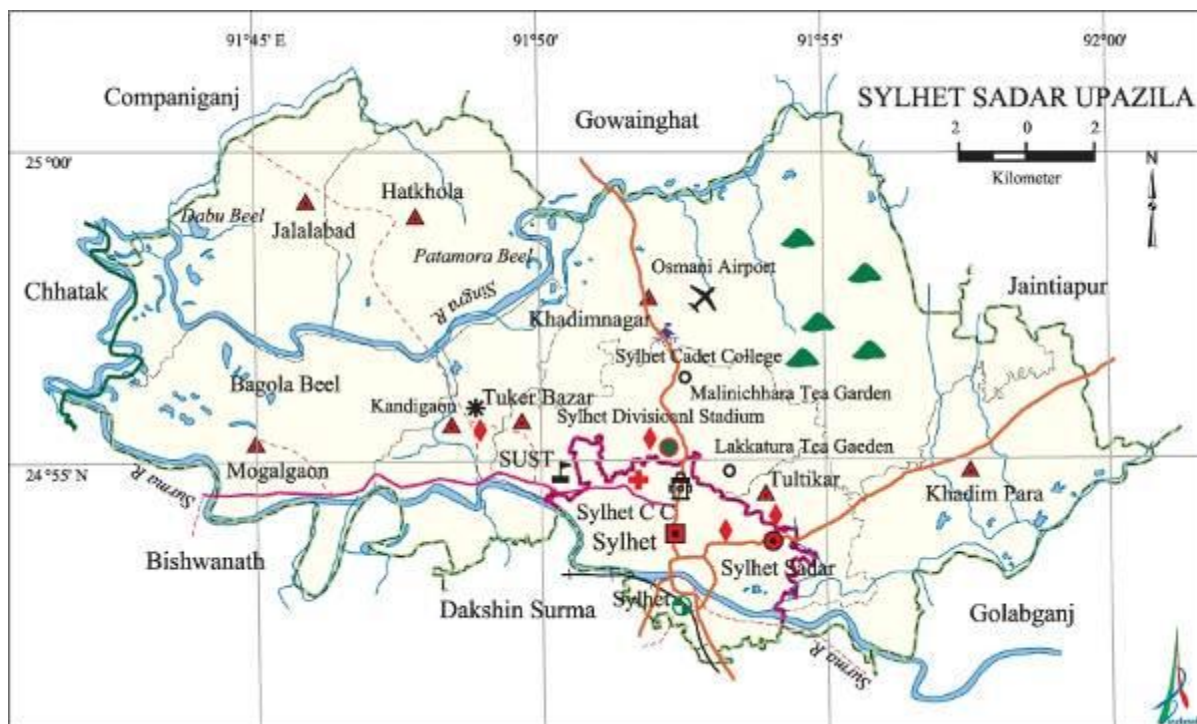 91°45' E
91°50'
91°55'
92°00'
Companiganj
Gowainghat
SYLHET SADAR UPAZILA
2 0 2
Kilometer
N
25°00'
Hatkhola
Dabu Beel
Jalalabad
Patamora Beel
Osmani Airport
Jaintiapur
Chhatak
Singra R.
Khadimnagar
Sylhet Cadet College
Bagola Beel
Malinichhara Tea Garden
Kandigaon
Tuker Bazar
Sylhet Divisioenl Stadium
24°55' N
Mogalgaon
SUST
Lakkatura Tea Gaeden
Tultikar
Khadim Para
Surma R.
Sylhet C C
Bishwanath
Sylhet
Sylhet Sadar
Dakshin Surma
Sylhet
Golabganj
Surma R.